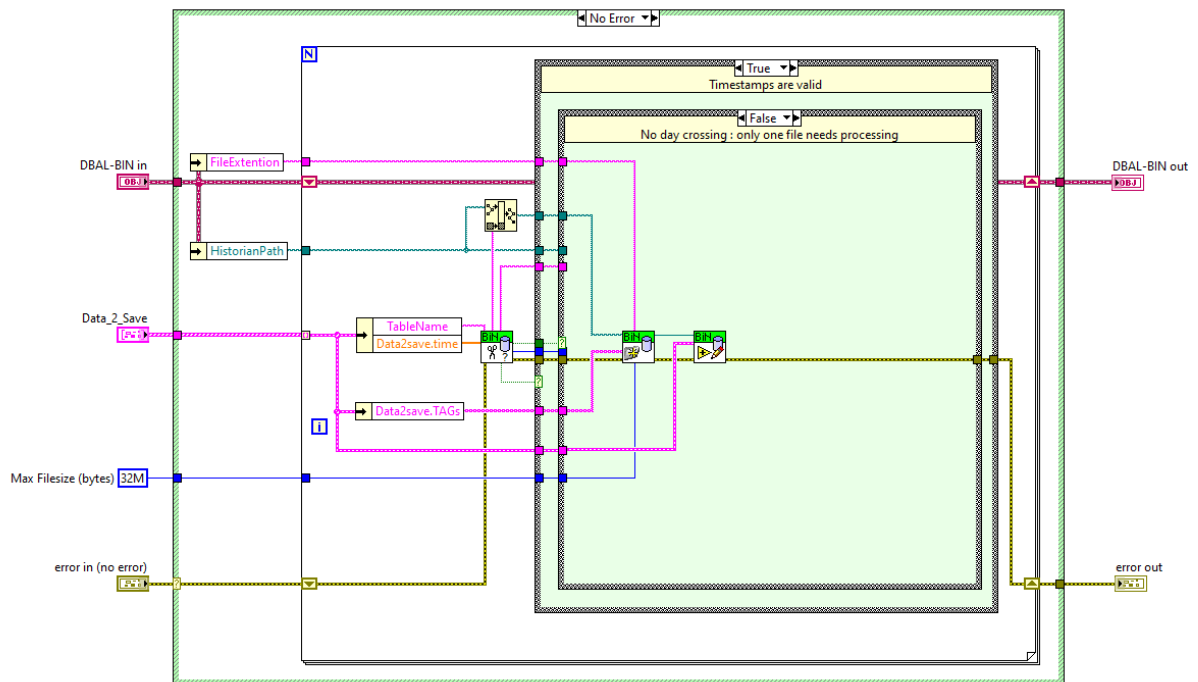 No Error
N
True
Timestamps are valid
False
No day crossing : only one file needs processing
DBAL-BIN in
OBJ
FileExtention
DBAL-BIN out
OBJ
HistorianPath
Data_2_Save
TableName
Data2save.time
BIN
?
BIN
BIN
?
?
Data2save.TAGs
i
Max Filesize (bytes)
32M
error in (no error)
?
error out